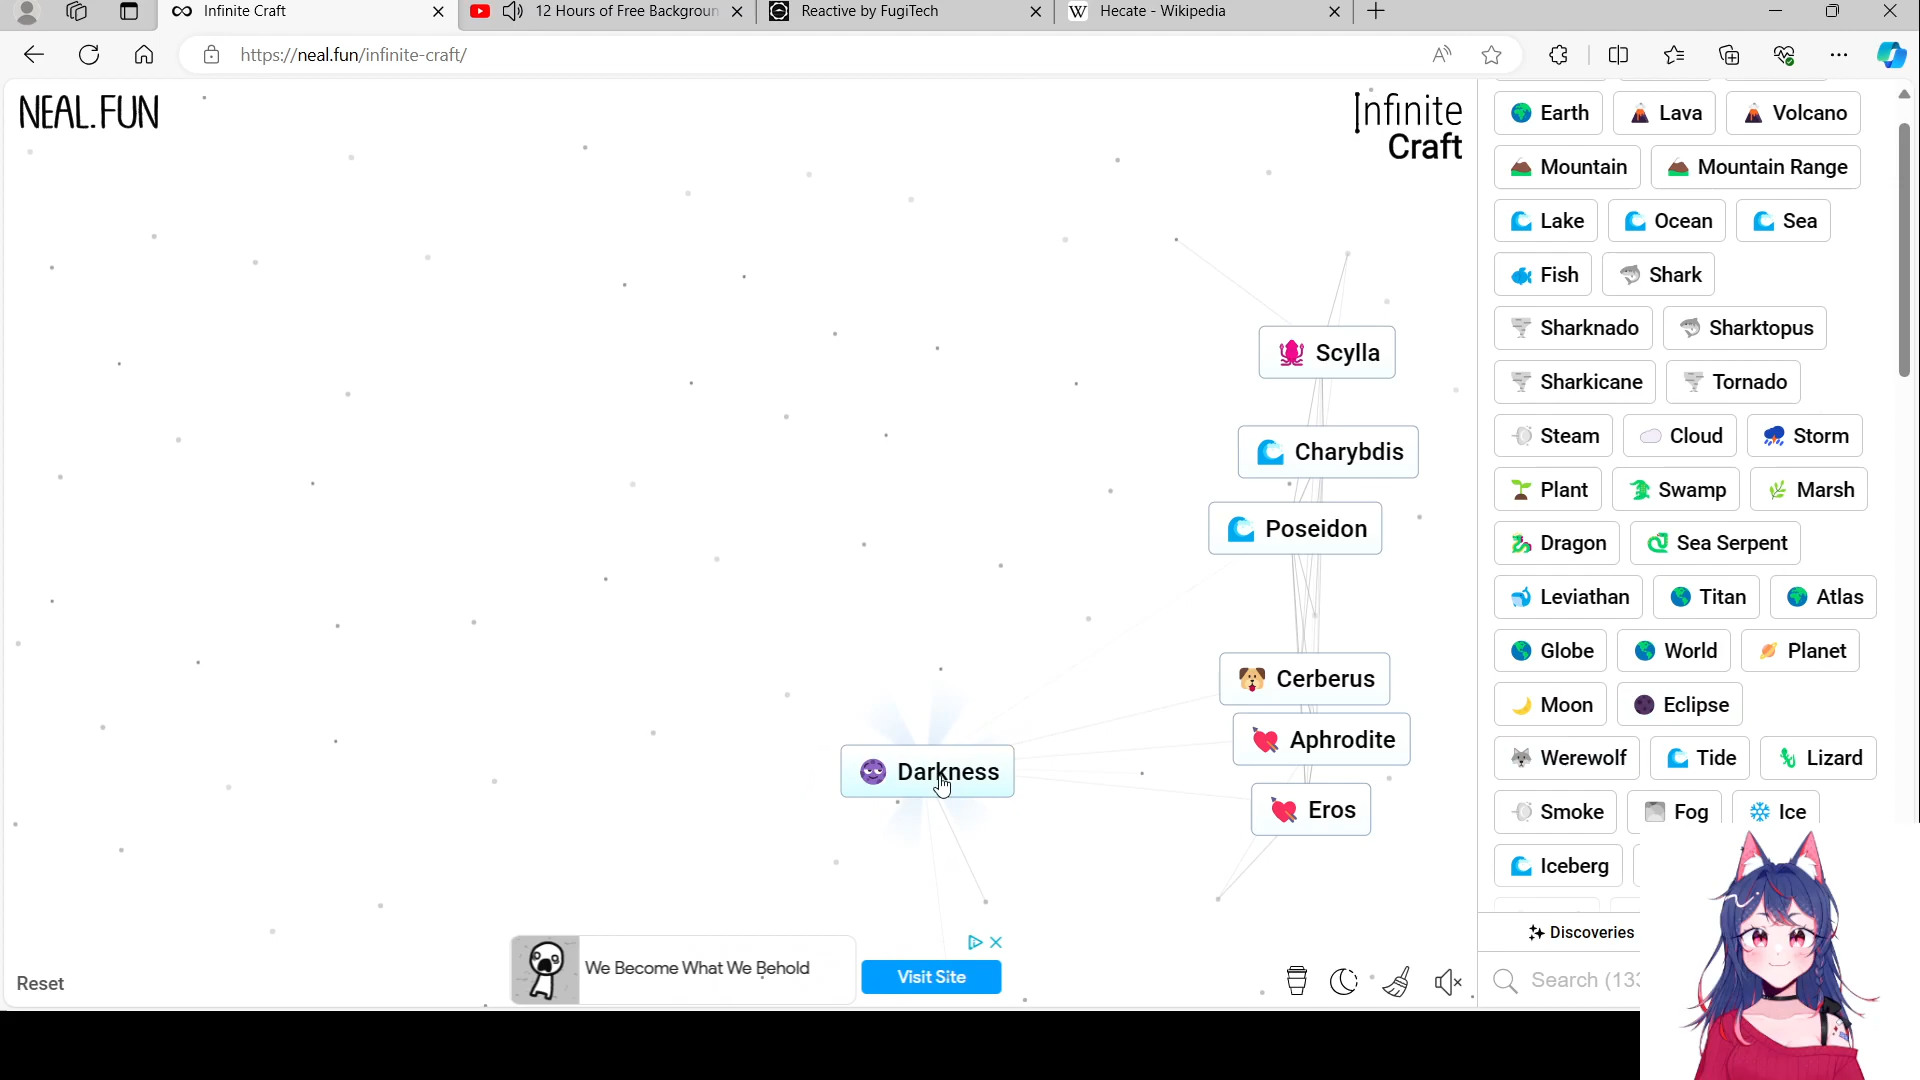 Infinite Craft
12 Hours of Free Backgroun
Reactive by FugiTech
Hecate - Wikipedia
https://neal.fun/infinite-craft/
NEAL.FUN
Infinite
Craft
Scylla
Charybdis
Poseidon
Cerberus
Aphrodite
Darkness
Eros
Earth Lava Volcano
Mountain Mountain Range
Lake Ocean Sea
Fish Shark
Sharknado Sharktopus
Sharkicane Tornado
Steam Cloud Storm
Plant Swamp Marsh
Dragon Sea Serpent
Leviathan Titan Atlas
Globe World Planet
Moon Eclipse
Werewolf Tide Lizard
Smoke Fog Ice
Iceberg
Discoveries
Search (133
We Become What We Behold
Visit Site
Reset